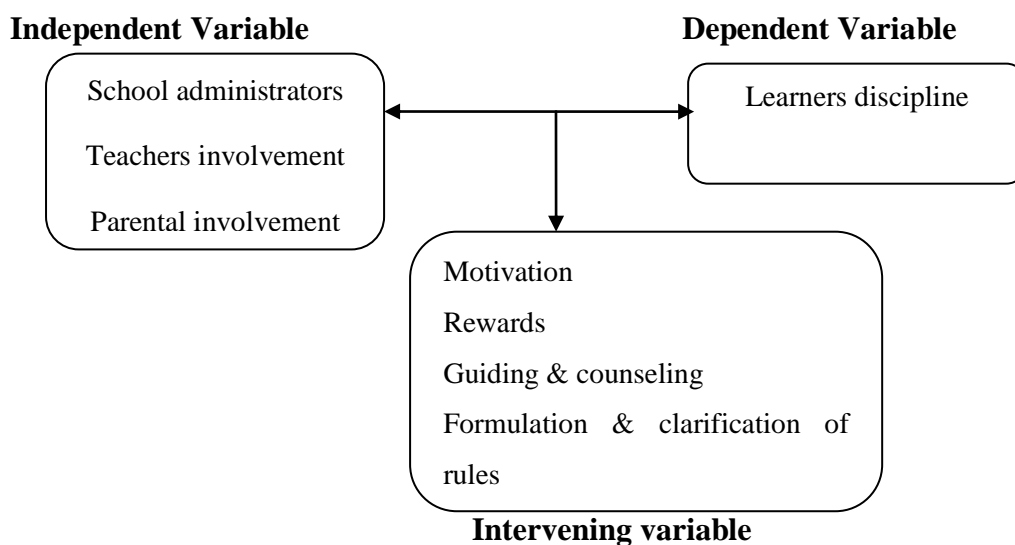 Independent Variable
School administrators
Teachers involvement
Parental involvement
Dependent Variable
Learners discipline
Motivation
Rewards
Guiding & counseling
Formulation & clarification of
rules
Intervening variable